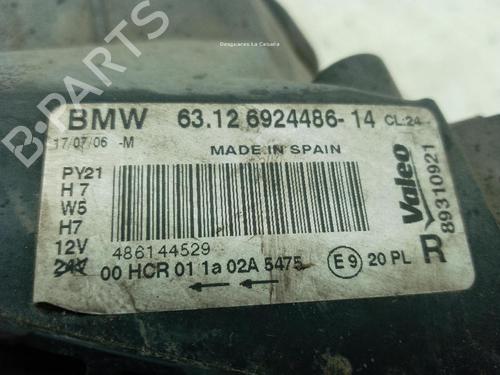 Desguaces La Cabaña
B-PARTS
BMW 63.12 6924486-14 CL:24
17/07/06 -M
MADE IN SPAIN
PY21
H7
W5
H7
12V
24V
486144529
00 HCR 01 1a 02A 5475
E9 20 PL
R
Valeo
89310921